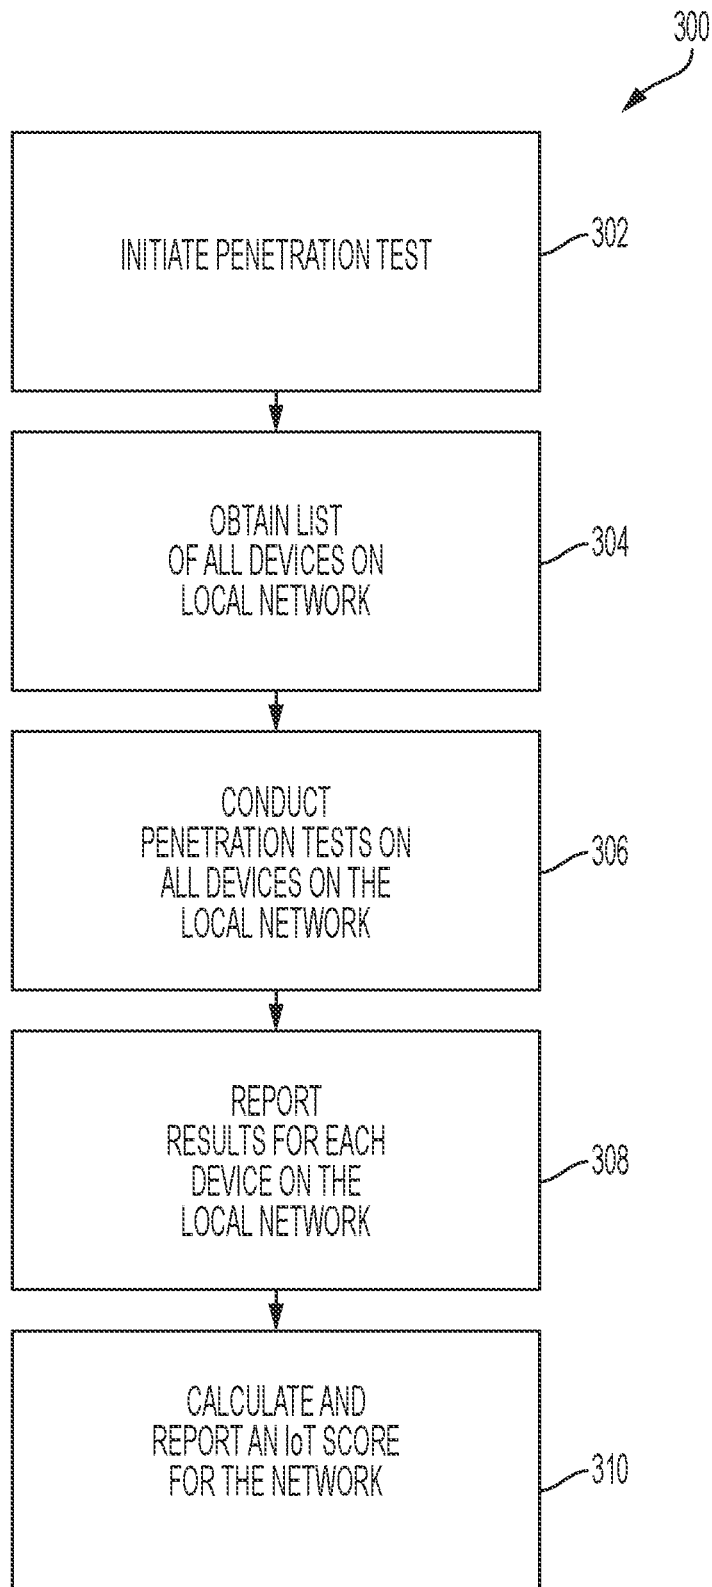 300
INITIATE PENETRATION TEST
302
OBTAIN LIST
OF ALL DEVICES ON
LOCAL NETWORK
304
CONDUCT
PENETRATION TESTS ON
ALL DEVICES ON THE
LOCAL NETWORK
306
REPORT
RESULTS FOR EACH
DEVICE ON THE
LOCAL NETWORK
308
CALCULATE AND
REPORT AN IoT SCORE
FOR THE NETWORK
310